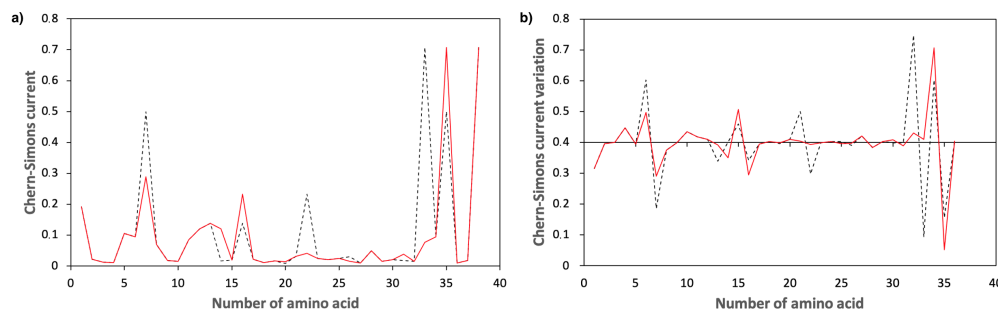 a)
0.8
0.7
0.6
0.5
0.4
0.3
0.2
0.1
0
Chern-Simons current
0 5 10 15 20 25 30 35 40
Number of amino acid
b)
0.8
0.7
0.6
0.5
0.4
0.3
0.2
0.1
0
Chern-Simons current variation
0 5 10 15 20 25 30 35 40
Number of amino acid